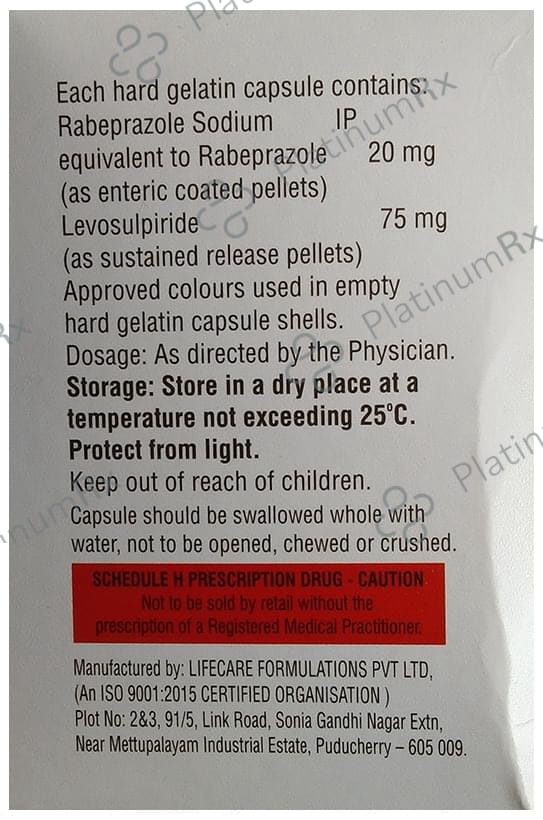 Each hard gelatin capsule contains:
Rabeprazole Sodium IP
equivalent to Rabeprazole 20 mg
(as enteric coated pellets)
Levosulpiride 75 mg
(as sustained release pellets)
Approved colours used in empty
hard gelatin capsule shells.
Dosage: As directed by the Physician.
Storage: Store in a dry place at a
temperature not exceeding 25°C.
Protect from light.
Keep out of reach of children.
Capsule should be swallowed whole with
water, not to be opened, chewed or crushed.
SCHEDULE H PRESCRIPTION DRUG - CAUTION
Not to be sold by retail without the
prescription of a Registered Medical Practitioner.
Manufactured by: LIFECARE FORMULATIONS PVT LTD,
(An ISO 9001:2015 CERTIFIED ORGANISATION )
Plot No: 2&3, 91/5, Link Road, Sonia Gandhi Nagar Extn,
Near Mettupalayam Industrial Estate, Puducherry – 605 009.
PlatinumRx
PlatinumRx
PlatinumRx